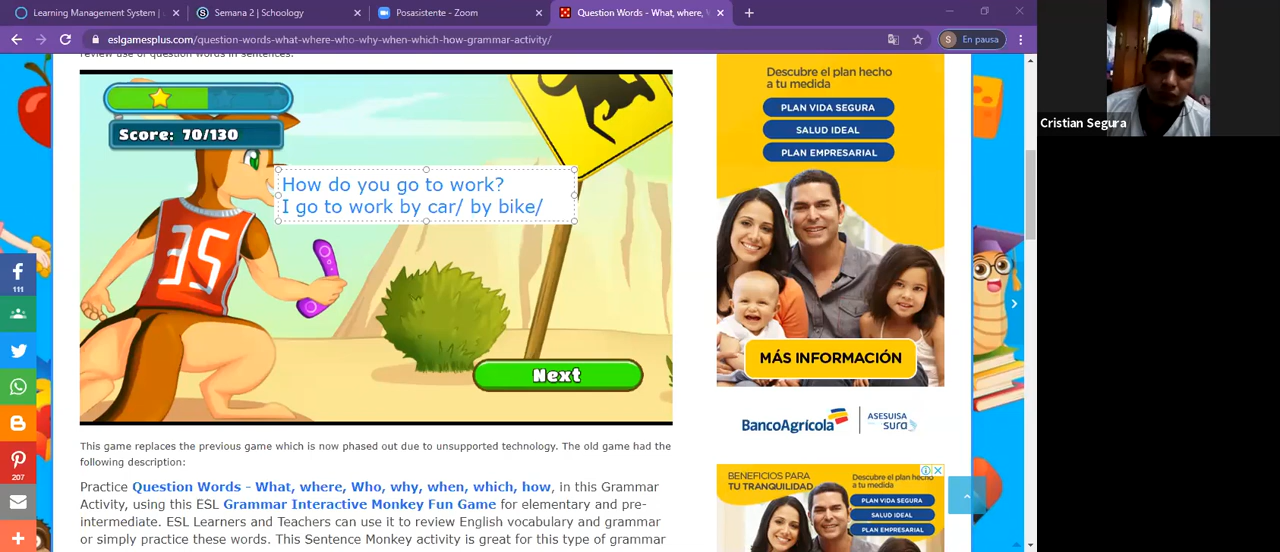 Learning Management System
Semana 2 | Schoology
Posasistente - Zoom
Question Words - What, where, W
eslgamesplus.com/question-words-what-where-who-why-when-which-how-grammar-activity/
En pausa
review use of question words in sentences.
Score: 70/130
How do you go to work?
I go to work by car/ by bike/
35
Next
111
207
This game replaces the previous game which is now phased out due to unsupported technology. The old game had the
following description:
Practice Question Words - What, where, Who, why, when, which, how, in this Grammar
Activity, using this ESL Grammar Interactive Monkey Fun Game for elementary and pre-
intermediate. ESL Learners and Teachers can use it to review English vocabulary and grammar
or simply practice these words. This Sentence Monkey activity is great for this type of grammar
Descubre el plan hecho
a tu medida
PLAN VIDA SEGURA
SALUD IDEAL
PLAN EMPRESARIAL
MÁS INFORMACIÓN
BancoAgrícola
ASESUISA
sura
BENEFICIOS PARA
TU TRANQUILIDAD
Descubre el plan hecho
a tu medida
PLAN VIDA SEGURA
SALUD IDEAL
PLAN EMPRESARIAL
Cristian Segura